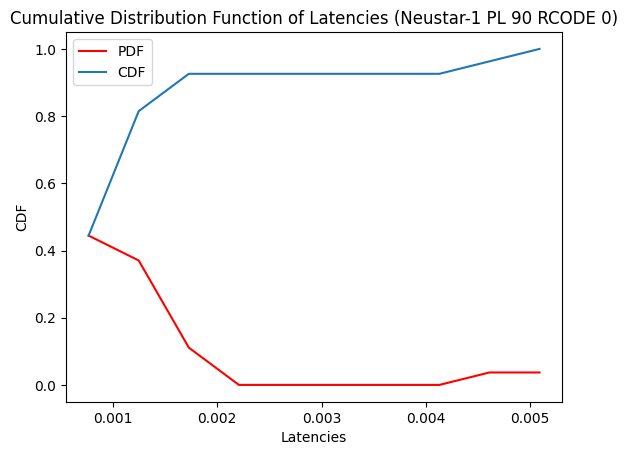 Cumulative Distribution Function of Latencies (Neustar-1 PL 90 RCODE 0)
PDF
CDF
1.0
0.8
0.6
0.4
0.2
0.0
CDF
0.001 0.002 0.003 0.004 0.005
Latencies